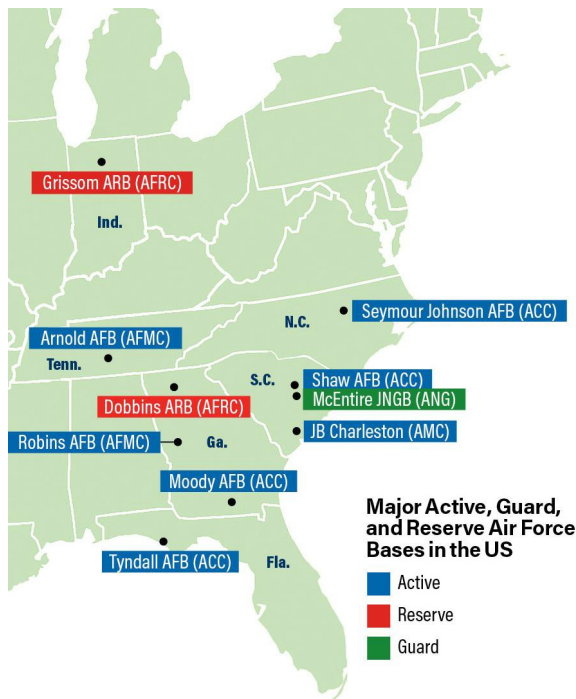 Grissom ARB (AFRC)
Ind.
Seymour Johnson AFB (ACC)
N.C.
Arnold AFB (AFMC)
Tenn.
S.C.
Shaw AFB (ACC)
McEntire JNGB (ANG)
Dobbins ARB (AFRC)
JB Charleston (AMC)
Robins AFB (AFMC)
Ga.
Moody AFB (ACC)
Tyndall AFB (ACC)
Fla.
Major Active, Guard,
and Reserve Air Force
Bases in the US
Active
Reserve
Guard